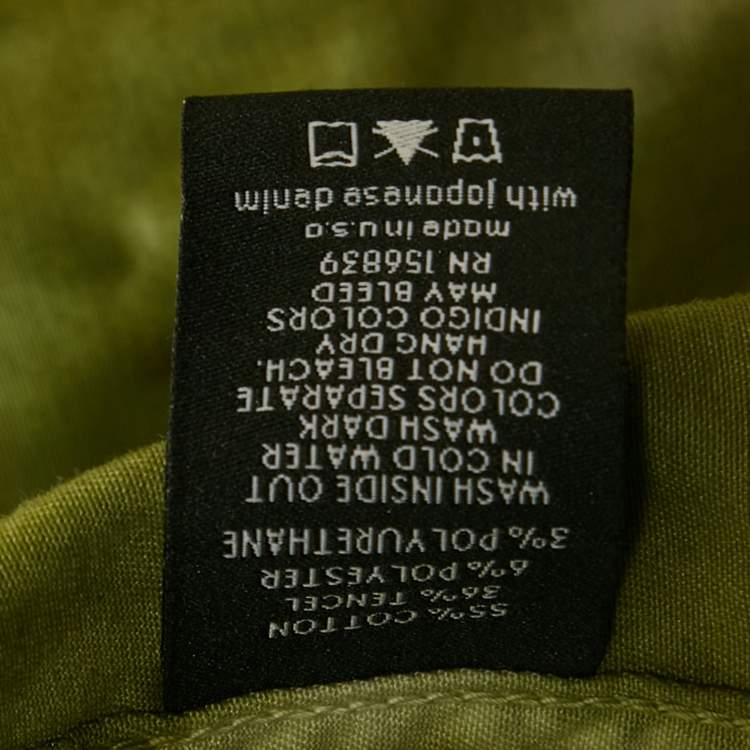 55% COTTON
36% TENCEL
6% POLYESTER
3% POLYURETHANE
WASH INSIDE OUT
IN COLD WATER
WASH DARK
COLORS SEPARATE
DO NOT BLEACH.
HANG DRY
INDIGO COLORS
MAY BLEED
RN 156839
made in u.s.a
with japanese denim